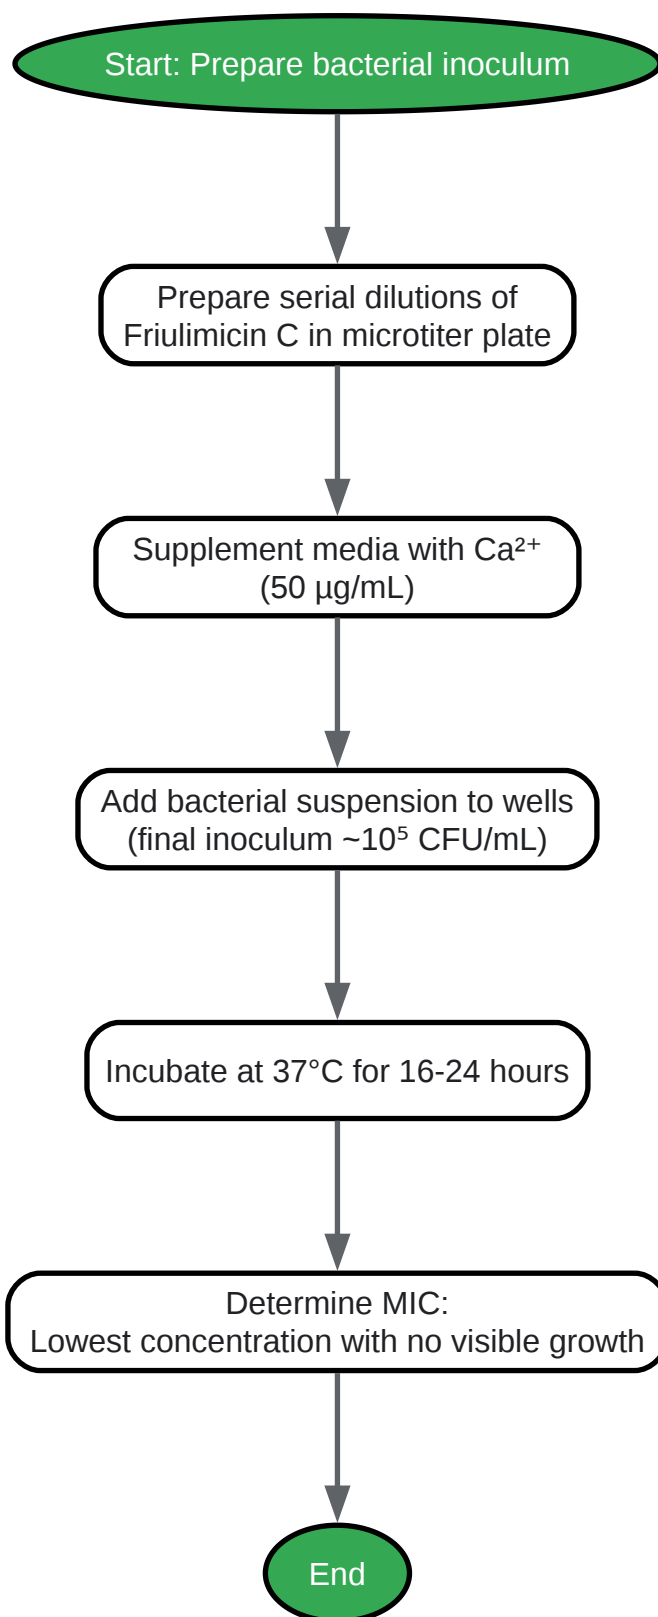 Start: Prepare bacterial inoculum
Prepare serial dilutions of
Friulimicin C in microtiter plate
Supplement media with Ca²⁺
(50 µg/mL)
Add bacterial suspension to wells
(final inoculum ~10⁵ CFU/mL)
Incubate at 37°C for 16-24 hours
Determine MIC:
Lowest concentration with no visible growth
End